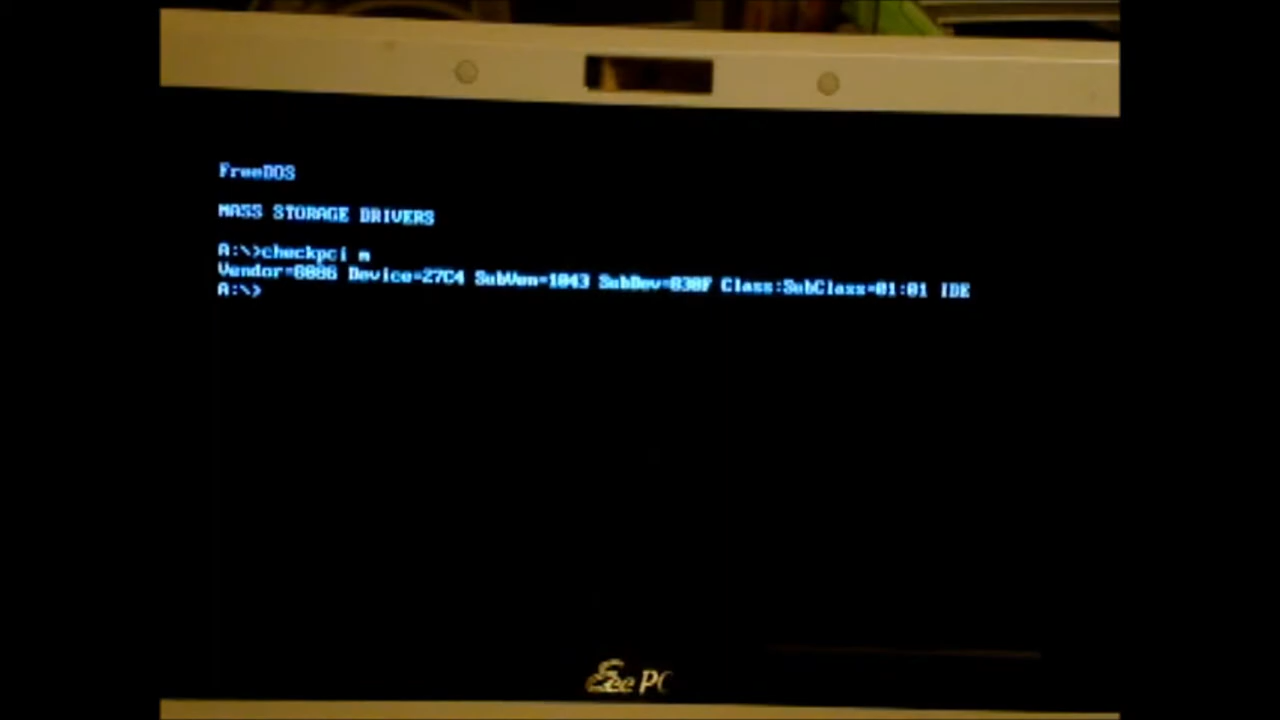 FreeDOS
MASS STORAGE DRIVERS
A:\>checkpci m
Vendor=8086 Device=27C4 SubVen=1043 SubDev=830F Class:SubClass=01:01 IDE
A:\>
Eee PC